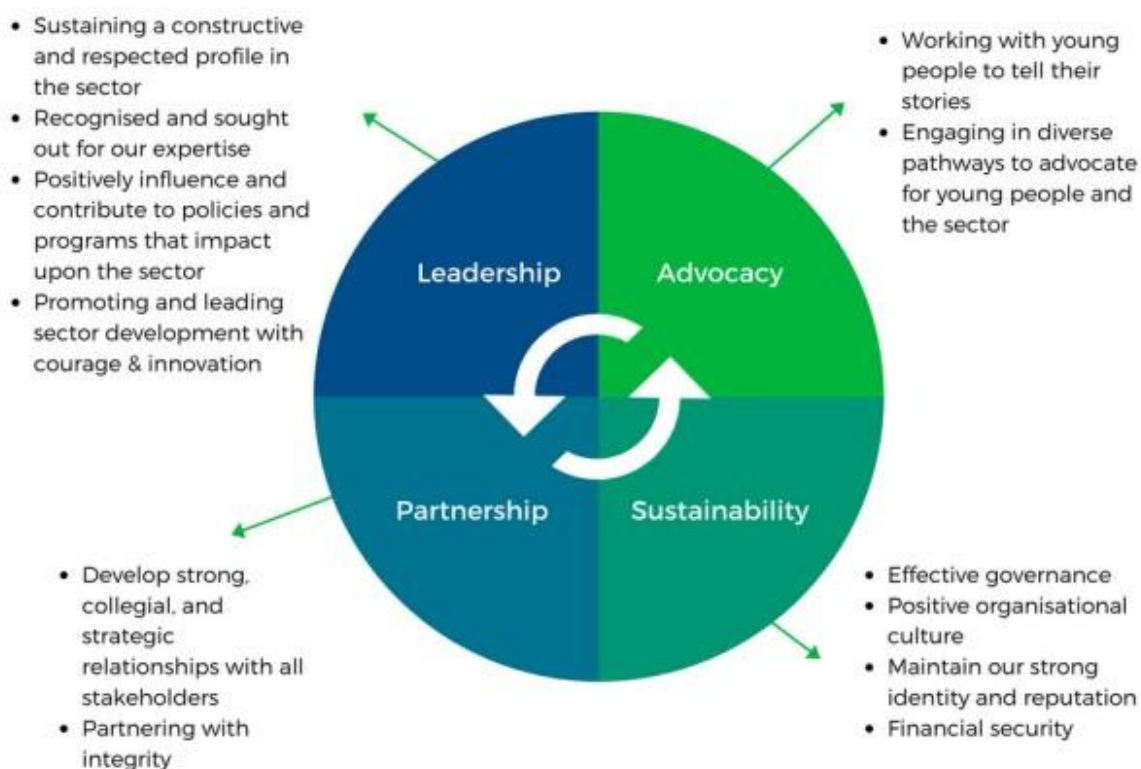 • Sustaining a constructive
and respected profile in
the sector
• Recognised and sought
out for our expertise
• Positively influence and
contribute to policies and
programs that impact
upon the sector
• Promoting and leading
sector development with
courage & innovation
• Working with young
people to tell their
stories
• Engaging in diverse
pathways to advocate
for young people and
the sector
Leadership
Advocacy
Partnership
Sustainability
• Develop strong,
collegial, and
strategic
relationships with all
stakeholders
• Partnering with
integrity
• Effective governance
• Positive organisational
culture
• Maintain our strong
identity and reputation
• Financial security